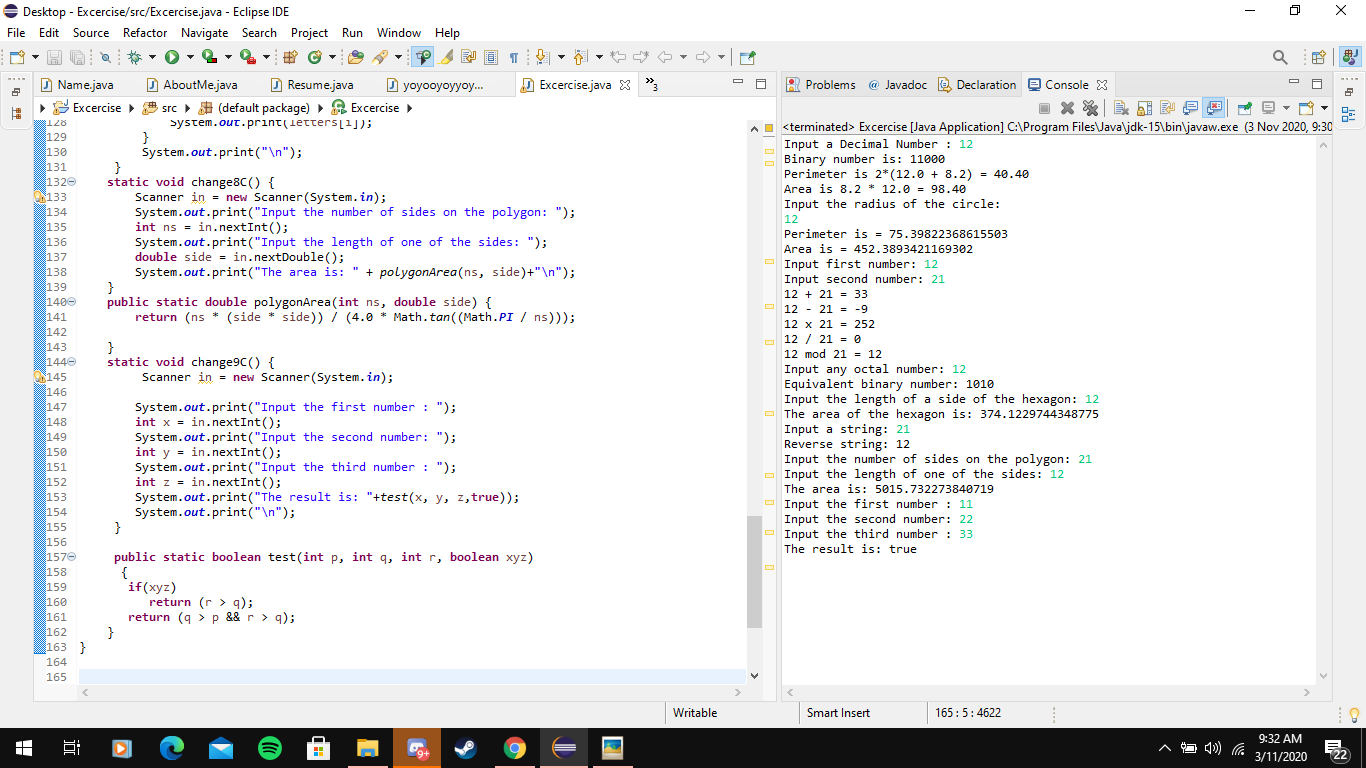 Desktop - Excercise/src/Excercise.java - Eclipse IDE
File Edit Source Refactor Navigate Search Project Run Window Help
Name.java AboutMe.java Resume.java yoyooyoyyoy... Excercise.java »3
Excercise src (default package) Excercise
128 System.out.print(letters[i]);
129 }
130 System.out.print("\n");
131 }
132 static void change8C() {
133 Scanner in = new Scanner(System.in);
134 System.out.print("Input the number of sides on the polygon: ");
135 int ns = in.nextInt();
136 System.out.print("Input the length of one of the sides: ");
137 double side = in.nextDouble();
138 System.out.print("The area is: " + polygonArea(ns, side)+"\n");
139 }
140 public static double polygonArea(int ns, double side) {
141 return (ns * (side * side)) / (4.0 * Math.tan((Math.PI / ns)));
142
143 }
144 static void change9C() {
145 Scanner in = new Scanner(System.in);
146
147 System.out.print("Input the first number : ");
148 int x = in.nextInt();
149 System.out.print("Input the second number: ");
150 int y = in.nextInt();
151 System.out.print("Input the third number : ");
152 int z = in.nextInt();
153 System.out.print("The result is: "+test(x, y, z,true));
154 System.out.print("\n");
155 }
156
157 public static boolean test(int p, int q, int r, boolean xyz)
158 {
159 if(xyz)
160 return (r > q);
161 return (q > p && r > q);
162 }
163 }
164
165
Problems @ Javadoc Declaration Console
<terminated> Excercise [Java Application] C:\Program Files\Java\jdk-15\bin\javaw.exe (3 Nov 2020, 9:30
Input a Decimal Number : 12
Binary number is: 11000
Perimeter is 2*(12.0 + 8.2) = 40.40
Area is 8.2 * 12.0 = 98.40
Input the radius of the circle:
12
Perimeter is = 75.39822368615503
Area is = 452.3893421169302
Input first number: 12
Input second number: 21
12 + 21 = 33
12 - 21 = -9
12 x 21 = 252
12 / 21 = 0
12 mod 21 = 12
Input any octal number: 12
Equivalent binary number: 1010
Input the length of a side of the hexagon: 12
The area of the hexagon is: 374.1229744348775
Input a string: 21
Reverse string: 12
Input the number of sides on the polygon: 21
Input the length of one of the sides: 12
The area is: 5015.732273840719
Input the first number : 11
Input the second number: 22
Input the third number : 33
The result is: true
Writable Smart Insert 165 : 5 : 4622
9+
9:32 AM
3/11/2020
22